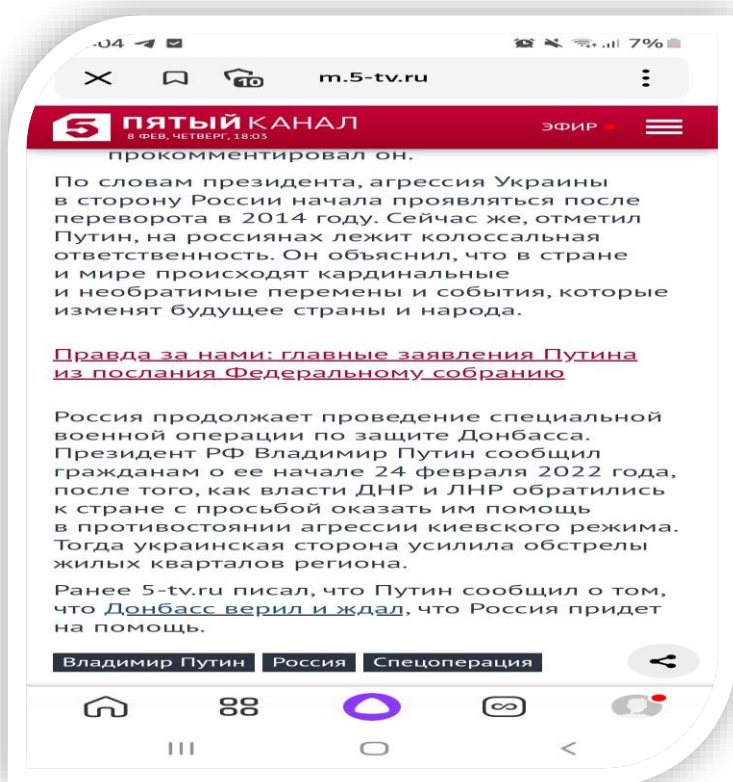 :04 7%
m.5-tv.ru
5 ПЯТЫЙ КАНАЛ
8 ФЕВ, ЧЕТВЕРГ, 18:03
ЭФИР
прокомментировал он.
По словам президента, агрессия Украины
в сторону России начала проявляться после
переворота в 2014 году. Сейчас же, отметил
Путин, на россиянах лежит колоссальная
ответственность. Он объяснил, что в стране
и мире происходят кардинальные
и необратимые перемены и события, которые
изменят будущее страны и народа.
Правда за нами: главные заявления Путина
из послания Федеральному собранию
Россия продолжает проведение специальной
военной операции по защите Донбасса.
Президент РФ Владимир Путин сообщил
гражданам о ее начале 24 февраля 2022 года,
после того, как власти ДНР и ЛНР обратились
к стране с просьбой оказать им помощь
в противостоянии агрессии киевского режима.
Тогда украинская сторона усилила обстрелы
жилых кварталов региона.
Ранее 5-tv.ru писал, что Путин сообщил о том,
что Донбасс верил и ждал, что Россия придет
на помощь.
Владимир Путин Россия Спецоперация